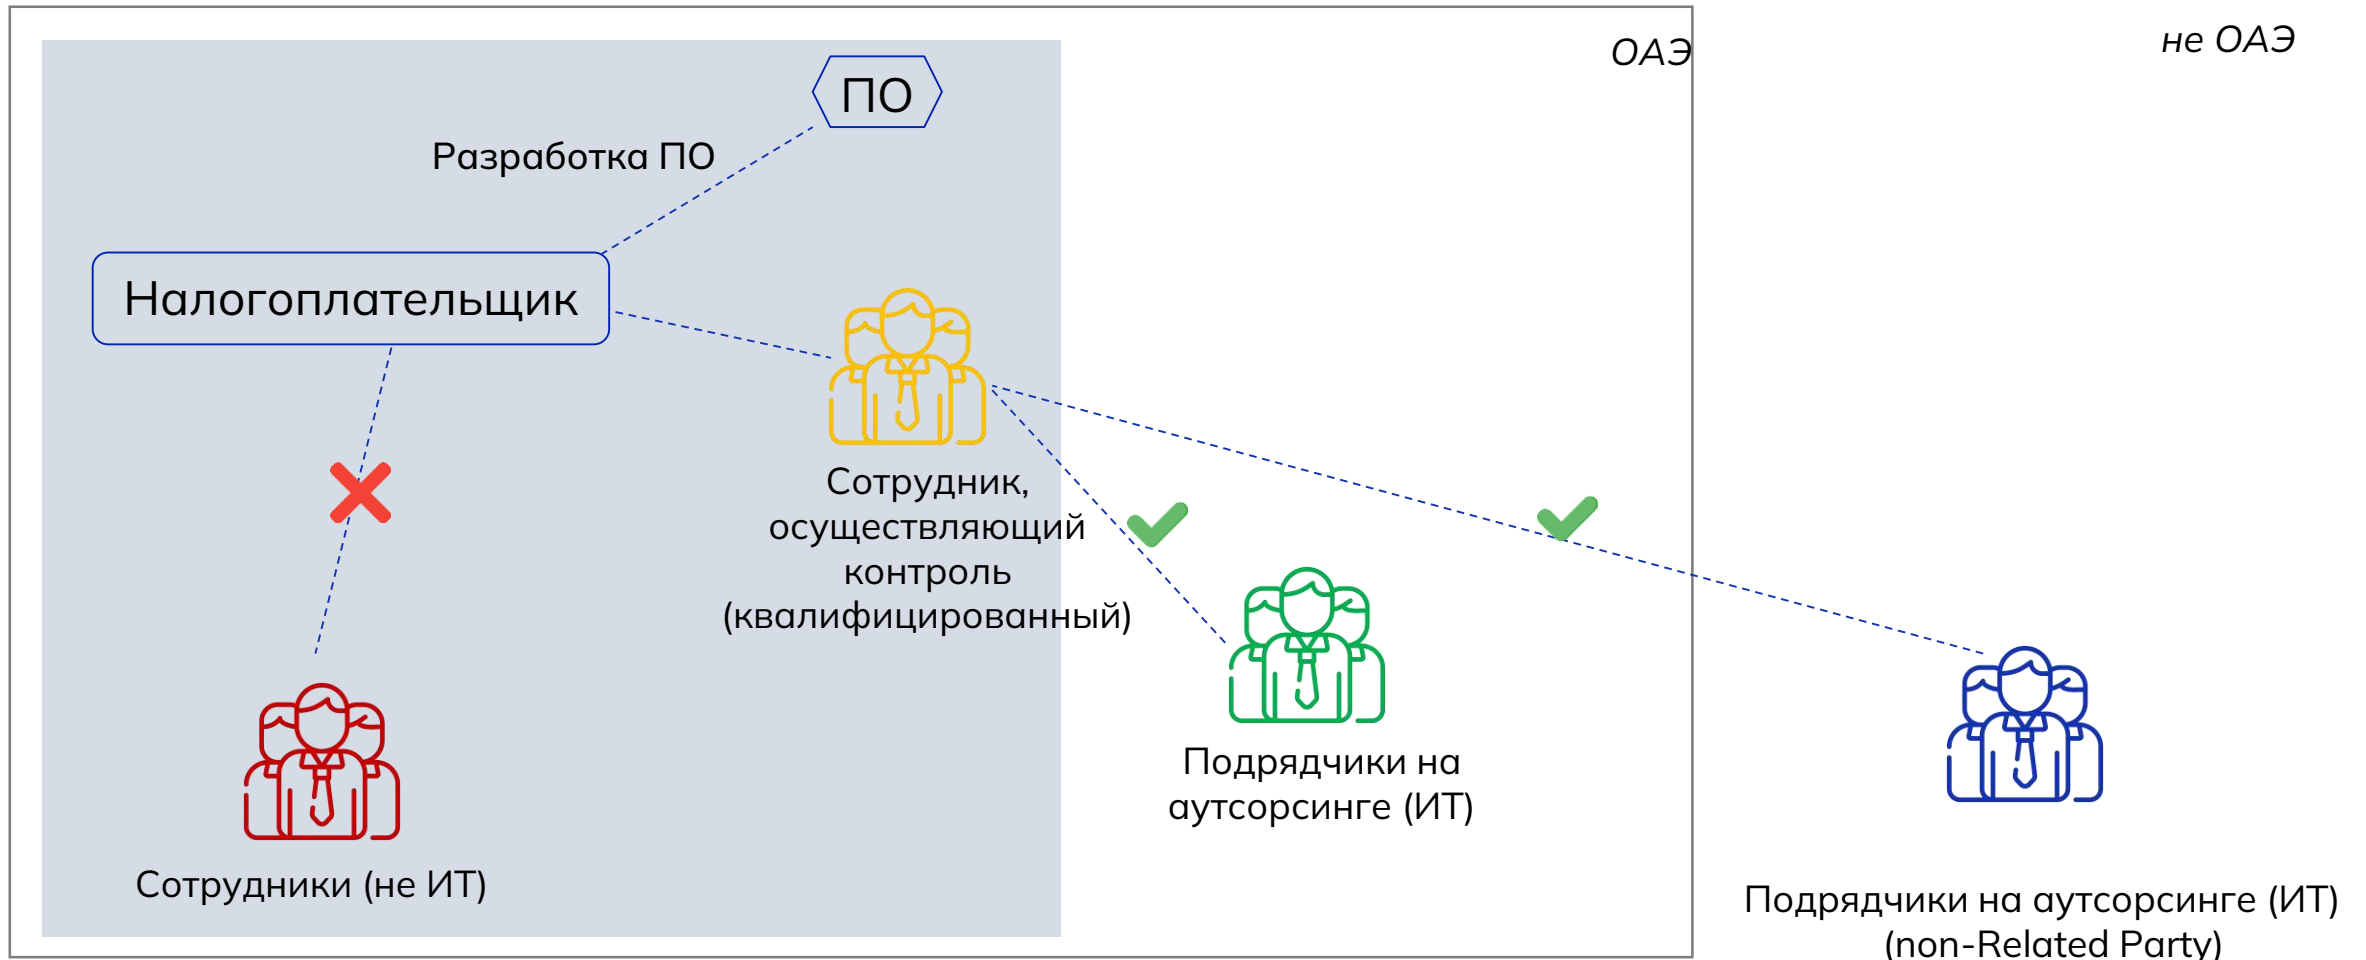 ОАЭ
не ОАЭ
ПО
Разработка ПО
Налогоплательщик
Сотрудник,
осуществляющий
контроль
(квалифицированный)
Подрядчики на
аутсорсинге (ИТ)
Сотрудники (не ИТ)
Подрядчики на аутсорсинге (ИТ)
(non-Related Party)